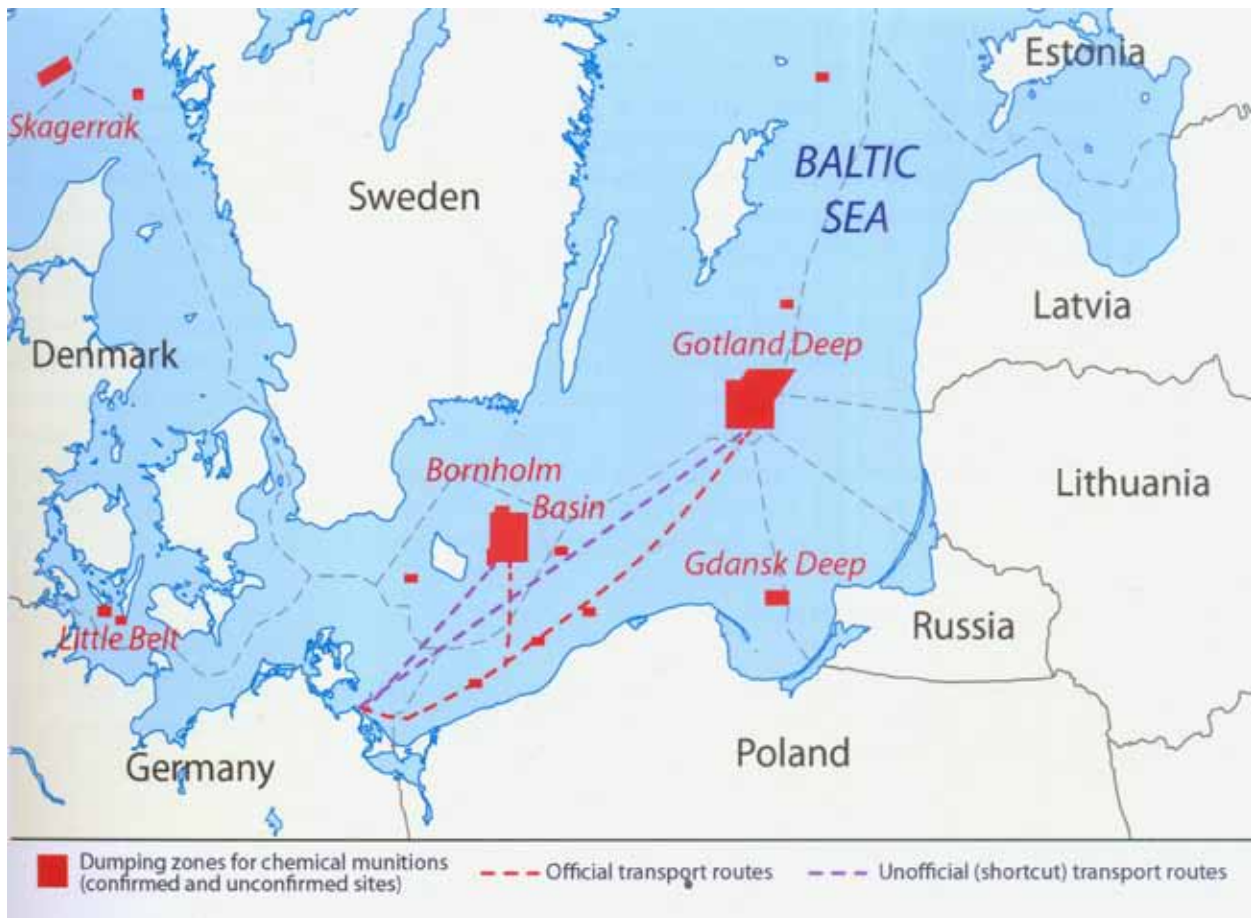 Estonia
Skagerrak
BALTIC
SEA
Sweden
Latvia
Denmark
Gotland Deep
Bornholm
Basin
Lithuania
Gdansk Deep
Little Belt
Russia
Germany
Poland
Dumping zones for chemical munitions
(confirmed and unconfirmed sites)
Official transport routes
Unofficial (shortcut) transport routes